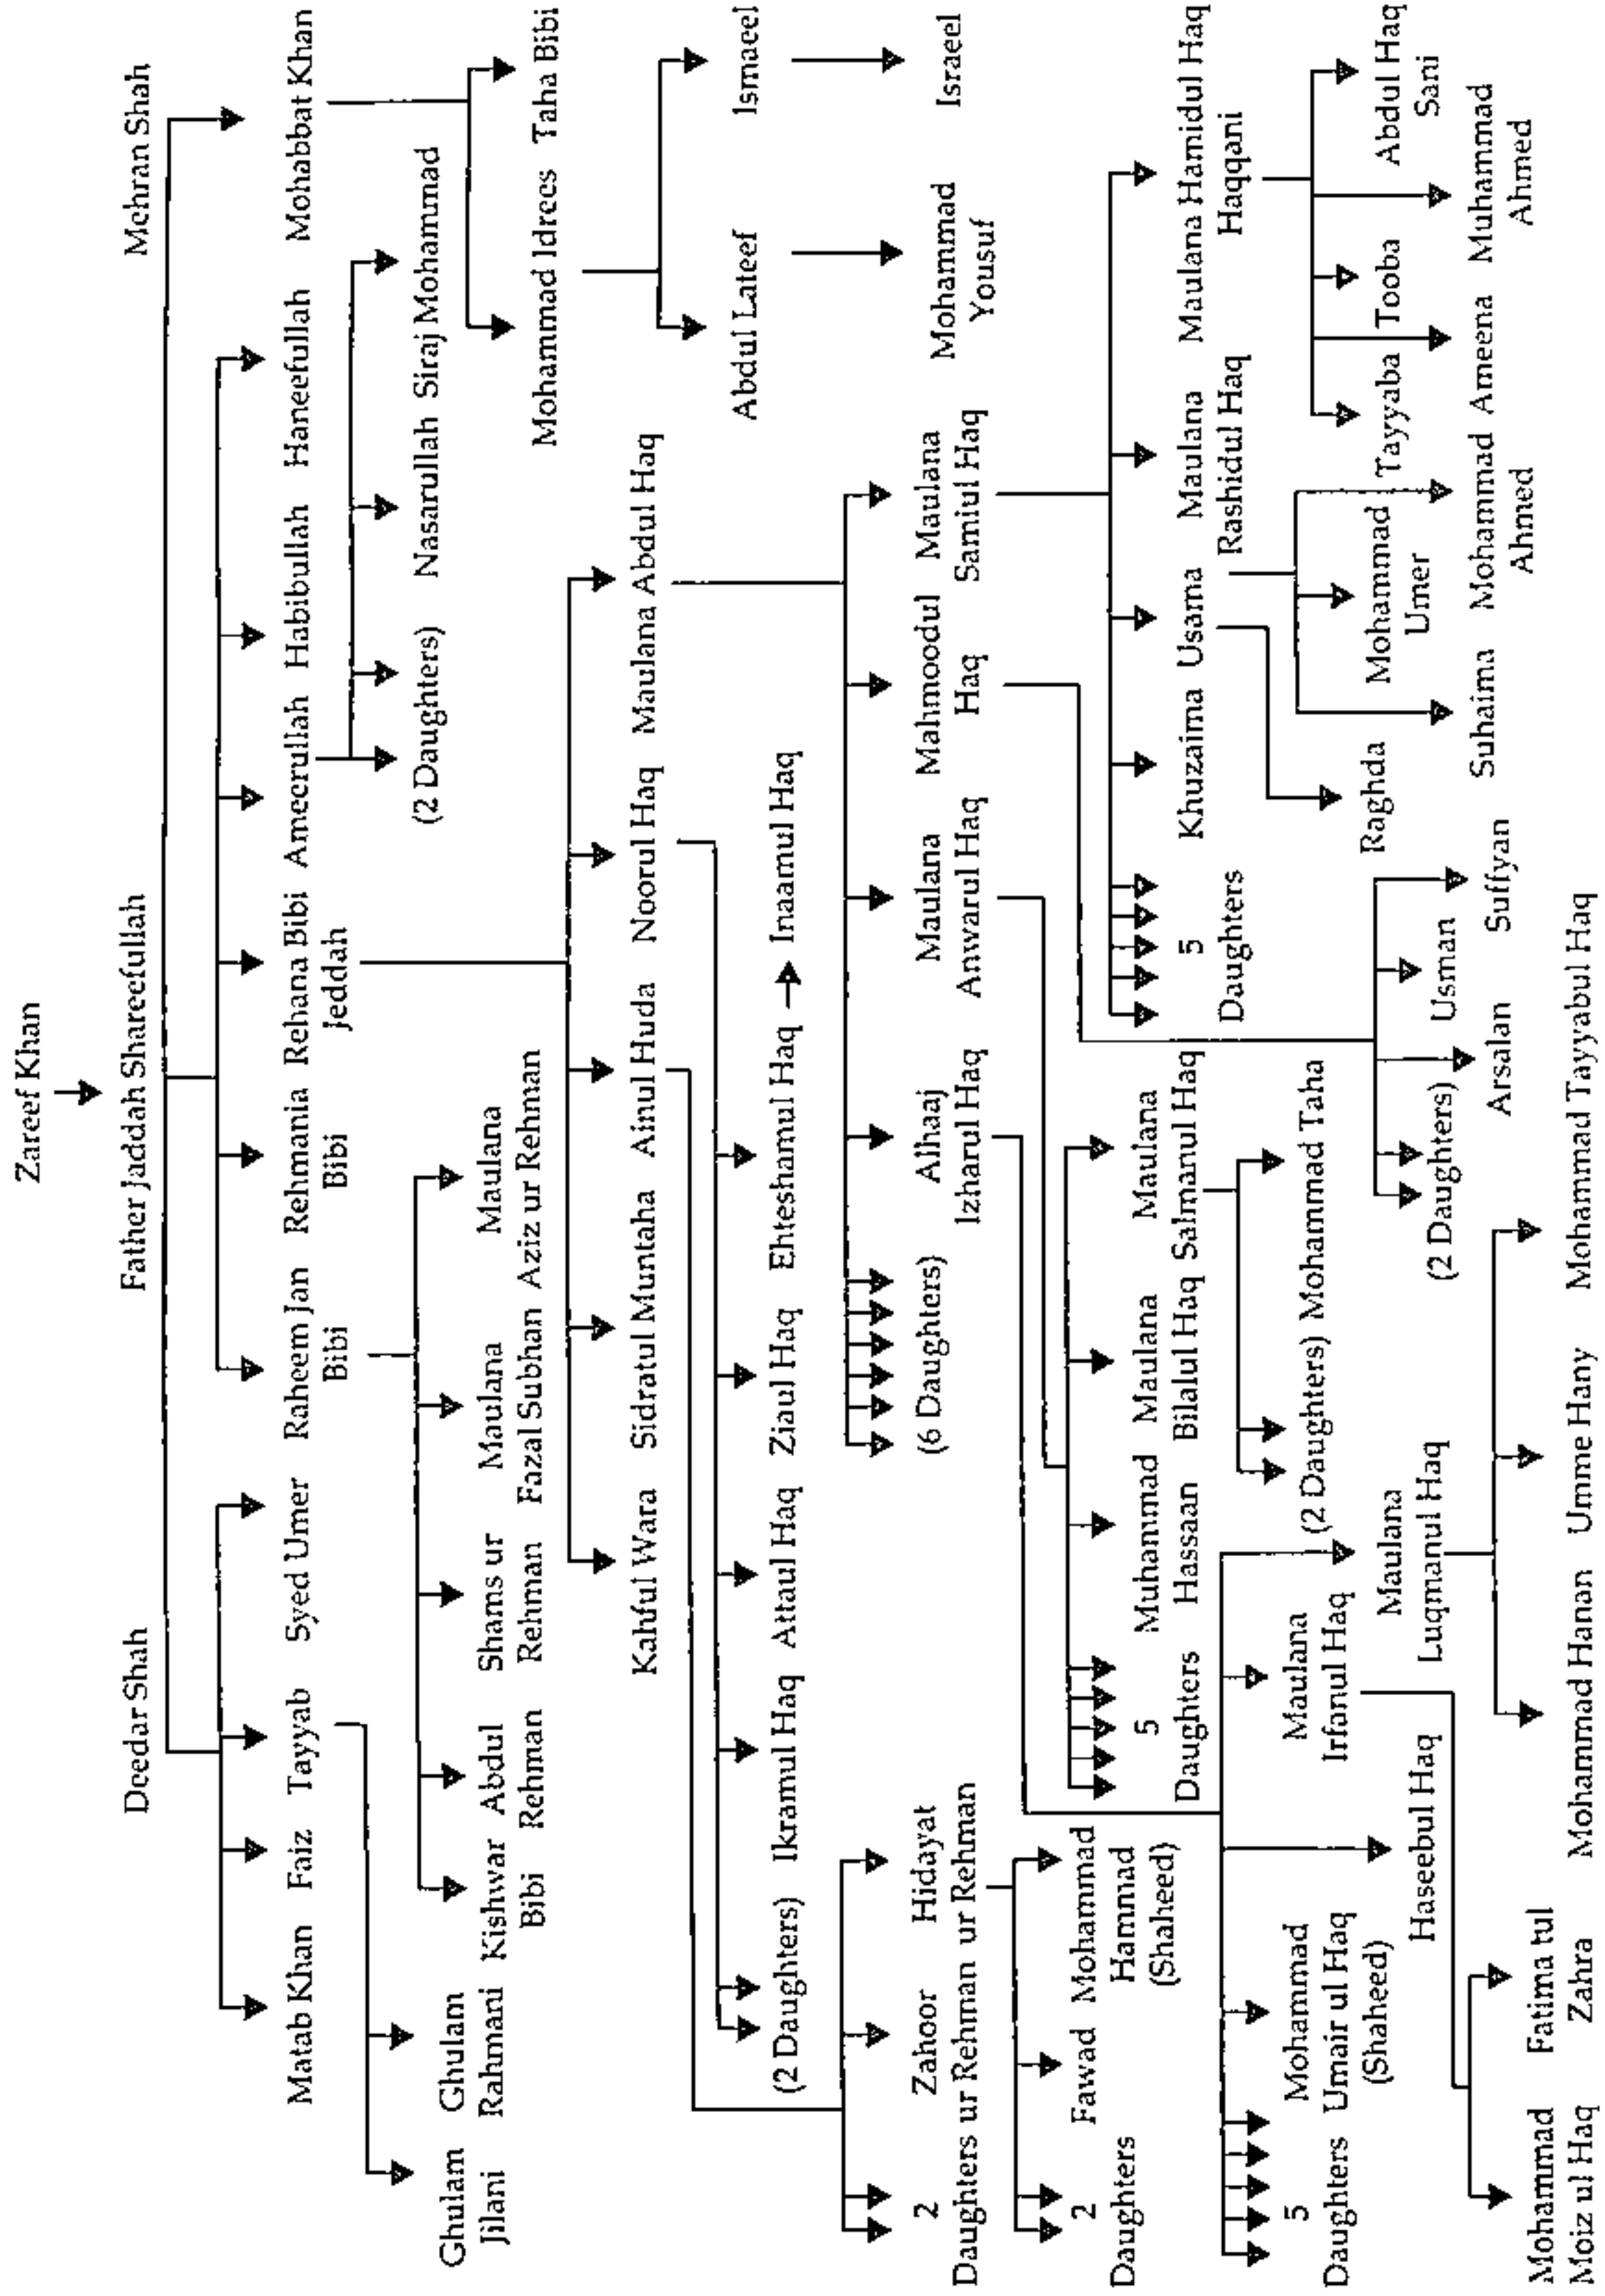 Zareef Khan
Deedar Shah
Father Jaddah Shareefullah
Mehran Shah
Matab Khan
Faiz
Tayyab
Syed Umer
Raheem Jan
Bibi
Rehmania
Bibi
Rehana Bibi
Jeddah
Ameerullah
Habibullah
Haneefullah
Mohabbat Khan
Ghulam
Jilani
Ghulam
Rahmani
Kishwar
Bibi
Abdul
Rehman
Shams ur
Rehman
Maulana
Fazal Subhan
Maulana
Aziz ur Rehman
(2 Daughters)
Nasarullah
Siraj Mohammad
Mohammad Idrees
Taha Bibi
Kahful Wara
Sidratul Muntaha
Ainul Huda
Noorul Haq
Maulana Abdul Haq
Abdul Lateef
Ismaeel
(2 Daughters)
Ikramul Haq
Attaul Haq
Ziaul Haq
Ehteshamul Haq
Inaamul Haq
2
Daughters
Zahoor
ur Rehman
Hidayat
ur Rehman
(6 Daughters)
Alhaaj
Izharul Haq
Maulana
Anwarul Haq
Mahmoodul
Haq
Maulana
Samiul Haq
Mohammad
Yousuf
Israeel
2
Daughters
Fawad
Mohammad
Hammad
(Shaheed)
5
Daughters
Muhammad
Hassaan
Maulana
Bilalul Haq
Maulana
Salmanul Haq
5
Daughters
Khuzaima
Usama
Maulana
Rashidul Haq
Maulana Hamidul Haq
Haqqani
5
Daughters
Mohammad
Umair ul Haq
(Shaheed)
Haseebul Haq
Maulana
Irfanul Haq
Maulana
Luqmanul Haq
(2 Daughters)
Mohammad Taha
(2 Daughters)
Arsalan
Usman
Suffyan
Raghda
Suhaima
Mohammad
Umer
Mohammad
Ahmed
Tayyaba
Ameena
Tooba
Muhammad
Ahmed
Abdul Haq
Sani
Mohammad
Moiz ul Haq
Fatima tul
Zahra
Mohammad Hanan
Umme Hany
Mohammad Tayyabul Haq